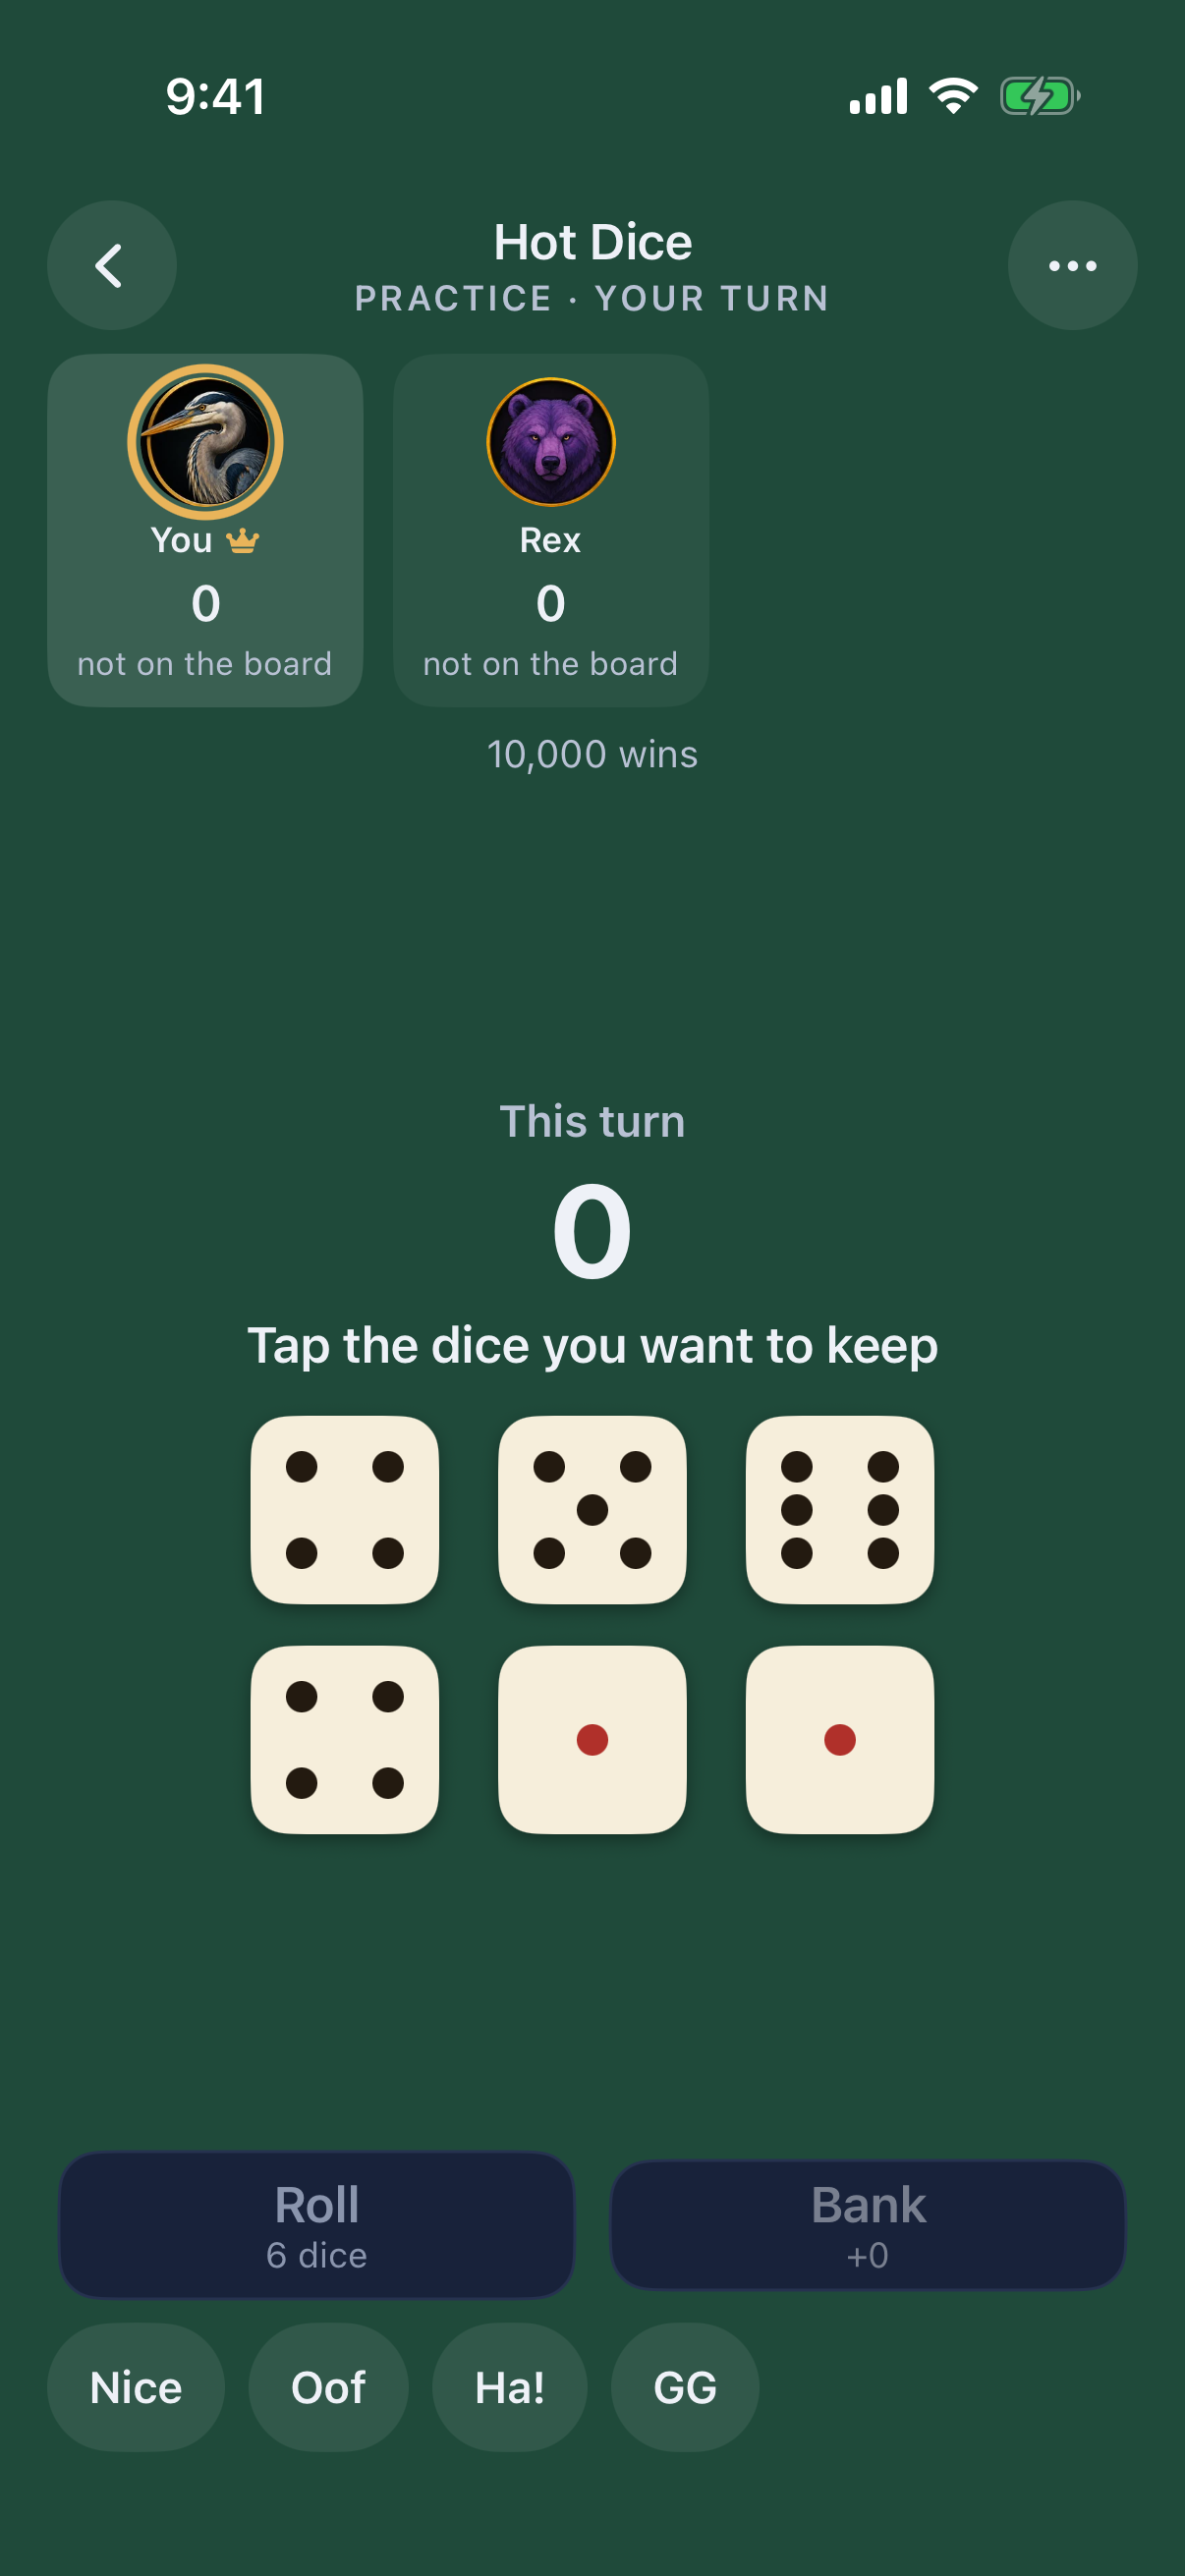 9:41
Hot Dice
PRACTICE · YOUR TURN
You
0
not on the board
Rex
0
not on the board
10,000 wins
This turn
0
Tap the dice you want to keep
Roll
6 dice
Bank
+0
Nice
Oof
Ha!
GG